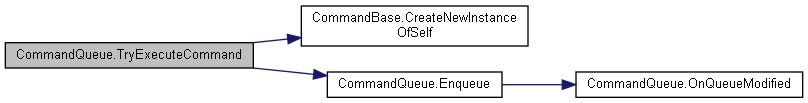 CommandBase.CreateNewInstance
OfSelf
CommandQueue.TryExecuteCommand
CommandQueue.Enqueue
CommandQueue.OnQueueModified